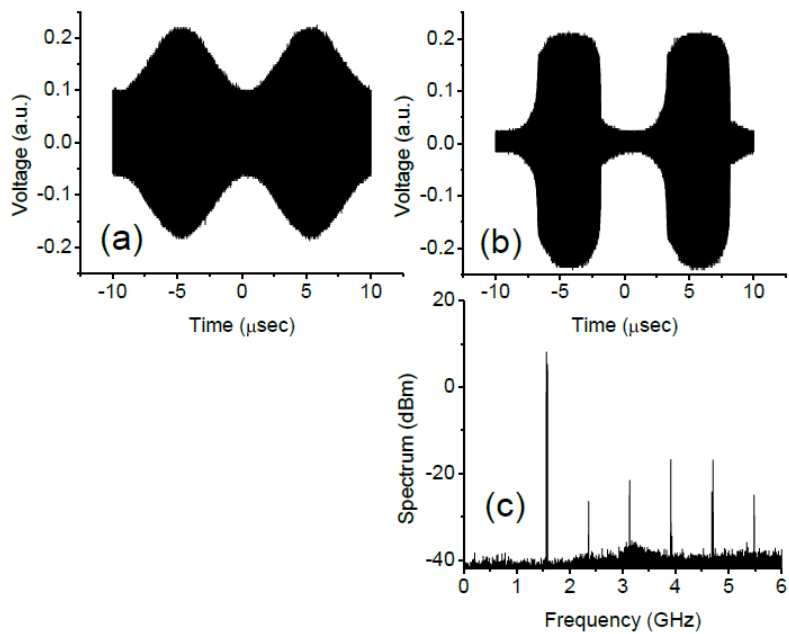 0.2
0.1
0.0
-0.1
-0.2
Voltage (a.u.)
(a)
-10 -5 0 5 10
Time (μsec)
0.2
0.1
0.0
-0.1
-0.2
Voltage (a.u.)
(b)
-10 -5 0 5 10
Time (μsec)
20
0
-20
-40
Spectrum (dBm)
(c)
0 1 2 3 4 5 6
Frequency (GHz)